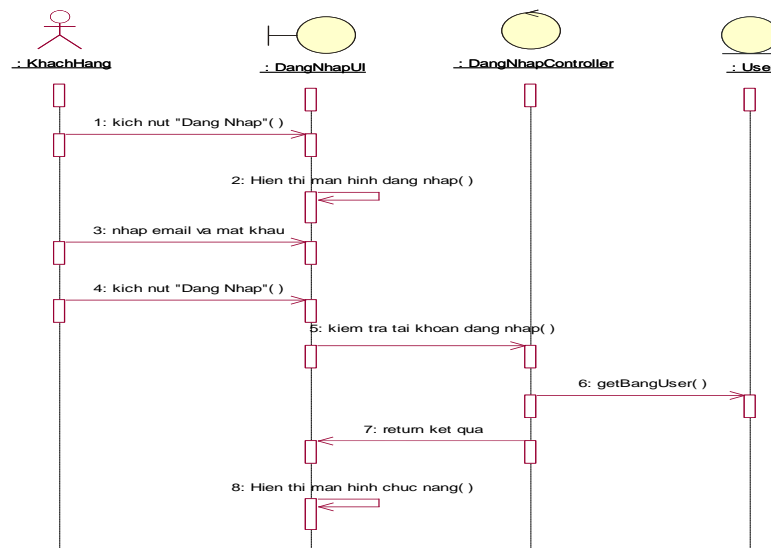 : KhachHang
: DangNhapUI
: DangNhapController
: Use
1: kich nut "Dang Nhap"( )
2: Hien thi man hinh dang nhap( )
3: nhap email va mat khau
4: kich nut "Dang Nhap"( )
5: kiem tra tai khoan dang nhap( )
6: getBangUser( )
7: return ket qua
8: Hien thi man hinh chuc nang( )